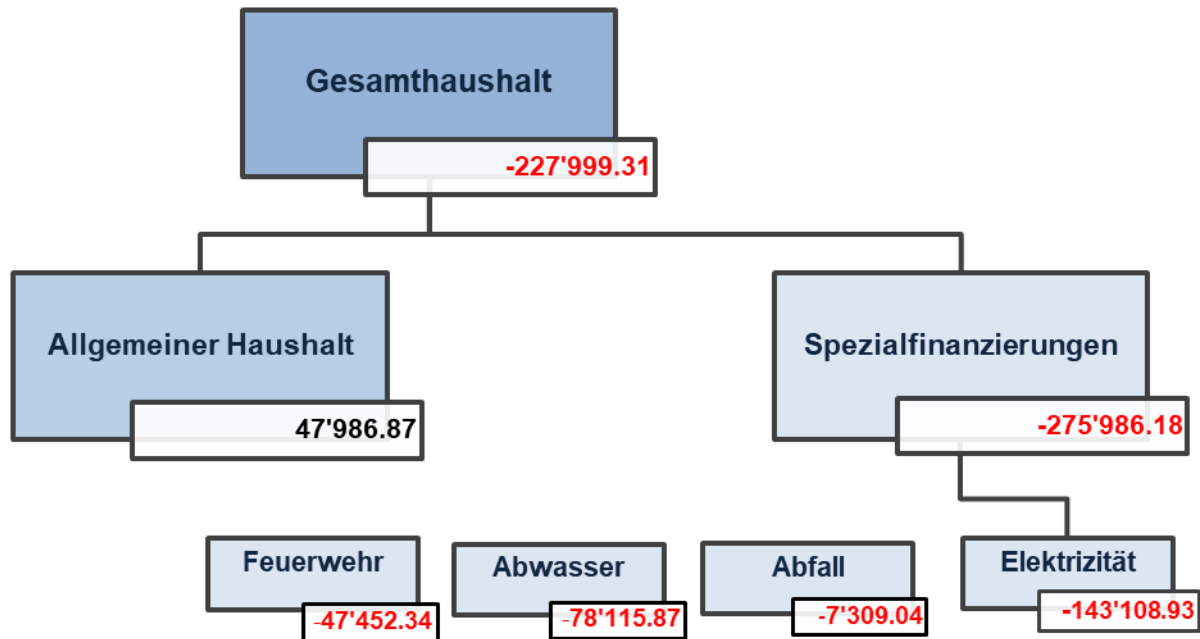 Gesamthaushalt
-227'999.31
Allgemeiner Haushalt
47'986.87
Spezialfinanzierungen
-275'986.18
Feuerwehr
-47'452.34
Abwasser
-78'115.87
Abfall
-7'309.04
Elektrizität
-143'108.93